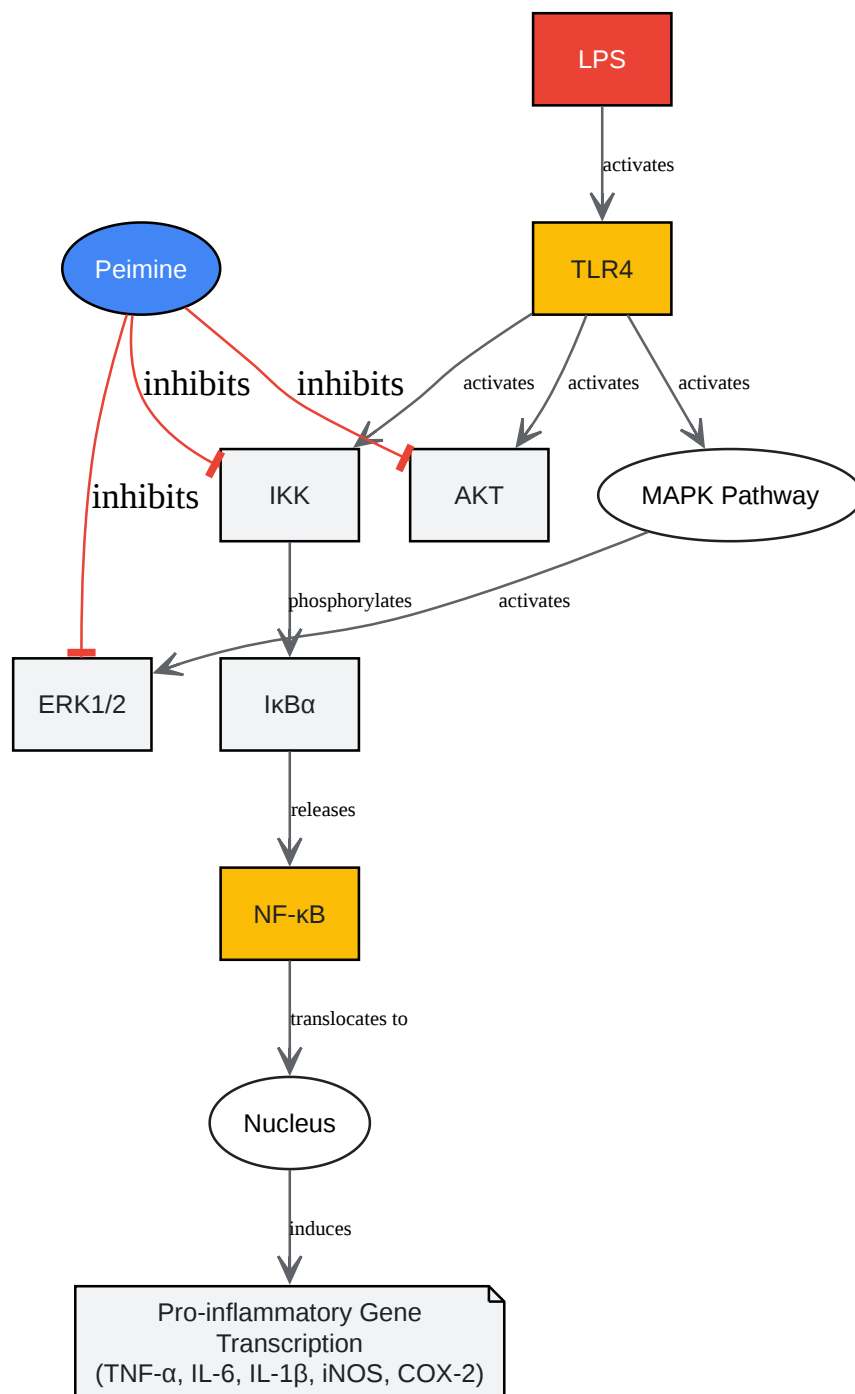 LPS
activates
Peimine
TLR4
inhibits
inhibits
activates
activates
activates
inhibits
IKK
AKT
MAPK Pathway
phosphorylates
activates
ERK1/2
IκBα
releases
NF-κB
translocates to
Nucleus
induces
Pro-inflammatory Gene
Transcription
(TNF-α, IL-6, IL-1β, iNOS, COX-2)